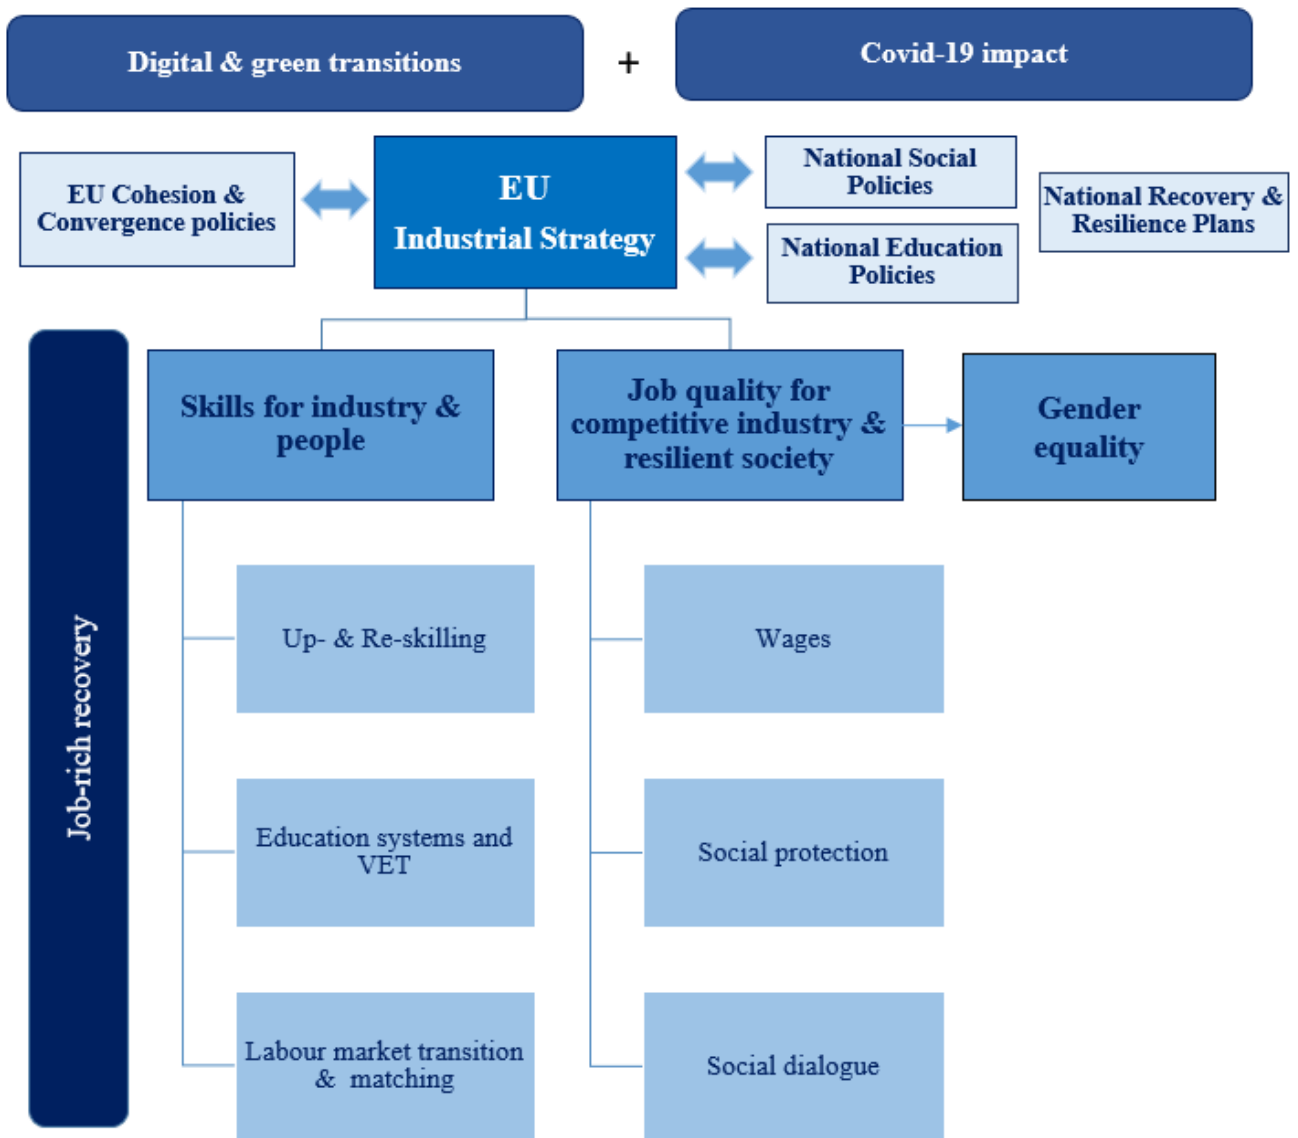 Digital & green transitions
+
Covid-19 impact
EU Cohesion &
Convergence policies
EU
Industrial Strategy
National Social
Policies
National Education
Policies
National Recovery &
Resilience Plans
Job-rich recovery
Skills for industry &
people
Job quality for
competitive industry &
resilient society
Gender
equality
Up- & Re-skilling
Wages
Education systems and
VET
Social protection
Labour market transition
& matching
Social dialogue